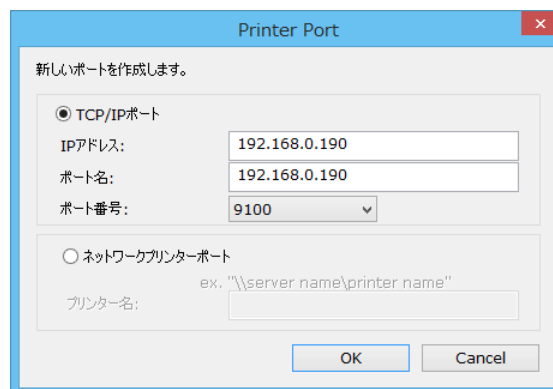 Printer Port
新しいポートを作成します。
TCP/IPポート
IPアドレス: 192.168.0.190
ポート名: 192.168.0.190
ポート番号: 9100
ネットワークプリンターポート
ex. "\\server name\printer name"
プリンター名:
OK Cancel